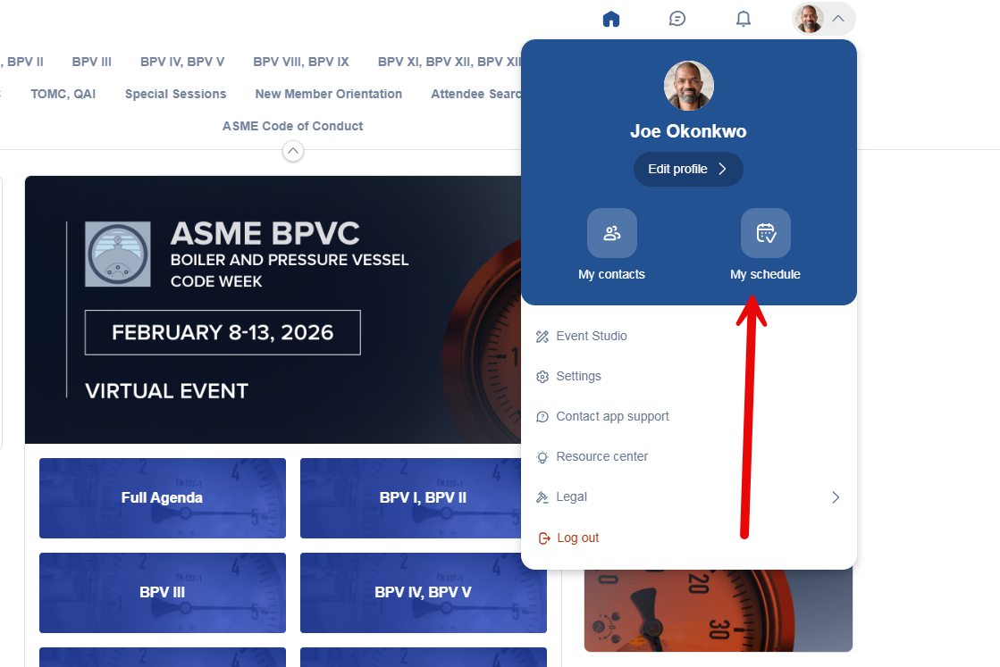 , BPV II BPV III BPV IV, BPV V BPV VIII, BPV IX BPV XI, BPV XII, BPV XII
TOMC, QAI Special Sessions New Member Orientation Attendee Searc
ASME Code of Conduct
Joe Okonkwo
Edit profile
My contacts My schedule
Event Studio
Settings
Contact app support
Resource center
Legal
Log out
ASME BPVC
BOILER AND PRESSURE VESSEL
CODE WEEK
FEBRUARY 8-13, 2026
VIRTUAL EVENT
Full Agenda
BPV I, BPV II
BPV III
BPV IV, BPV V
20
30